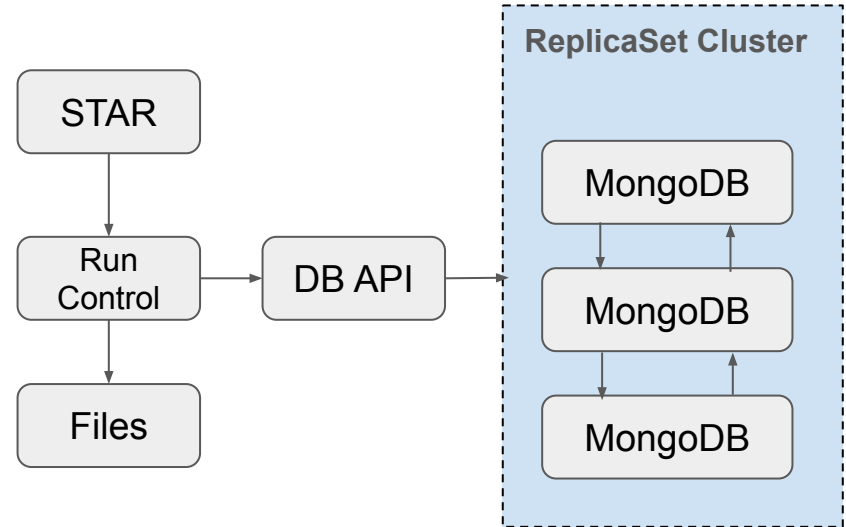 ReplicaSet Cluster
STAR
MongoDB
Run
Control
DB API
MongoDB
Files
MongoDB